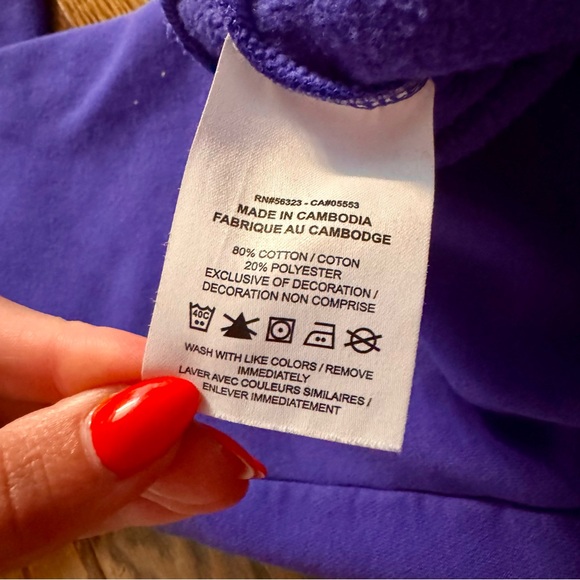 RN#56323 - CA#05553
MADE IN CAMBODIA
FABRIQUE AU CAMBODGE
80% COTTON / COTON
20% POLYESTER
EXCLUSIVE OF DECORATION /
DECORATION NON COMPRISE
40C
WASH WITH LIKE COLORS / REMOVE
IMMEDIATELY
LAVER AVEC COULEURS SIMILAIRES /
ENLEVER IMMEDIATEMENT